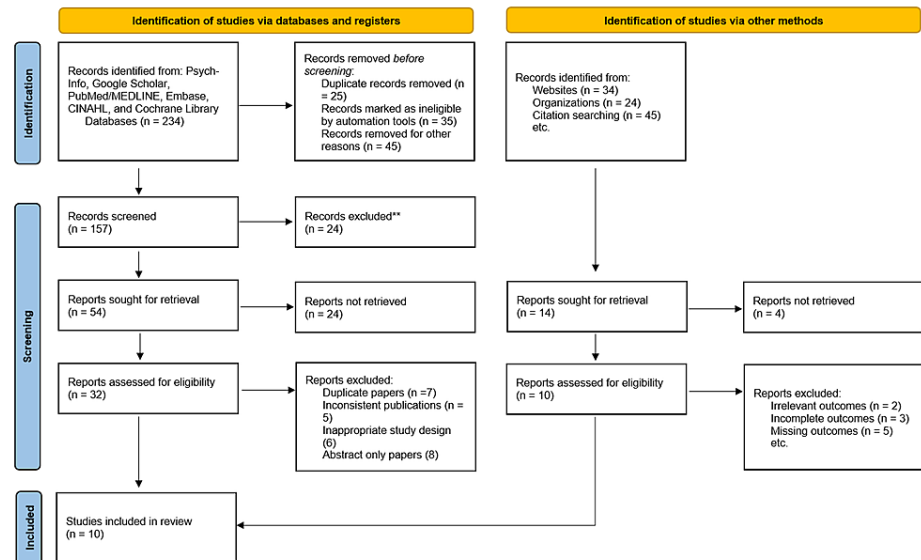 Identification of studies via databases and registers
Identification of studies via other methods
Identification
Records identified from: Psych-
Info, Google Scholar,
PubMed/MEDLINE, Embase,
CINAHL, and Cochrane Library
Databases (n = 234)
Records removed before
screening:
Duplicate records removed (n
= 25)
Records marked as ineligible
by automation tools (n = 35)
Records removed for other
reasons (n = 45)
Records identified from:
Websites (n = 34)
Organizations (n = 24)
Citation searching (n = 45)
etc.
Screening
Records screened
(n = 157)
Records excluded**
(n = 24)
Reports sought for retrieval
(n = 54)
Reports not retrieved
(n = 24)
Reports sought for retrieval
(n = 14)
Reports not retrieved
(n = 4)
Reports assessed for eligibility
(n = 32)
Reports excluded:
Duplicate papers (n =7)
Inconsistent publications (n =
5)
Inappropriate study design
(6)
Abstract only papers (8)
Reports assessed for eligibility
(n = 10)
Reports excluded:
Irrelevant outcomes (n = 2)
Incomplete outcomes (n = 3)
Missing outcomes (n = 5)
etc.
Included
Studies included in review
(n = 10)